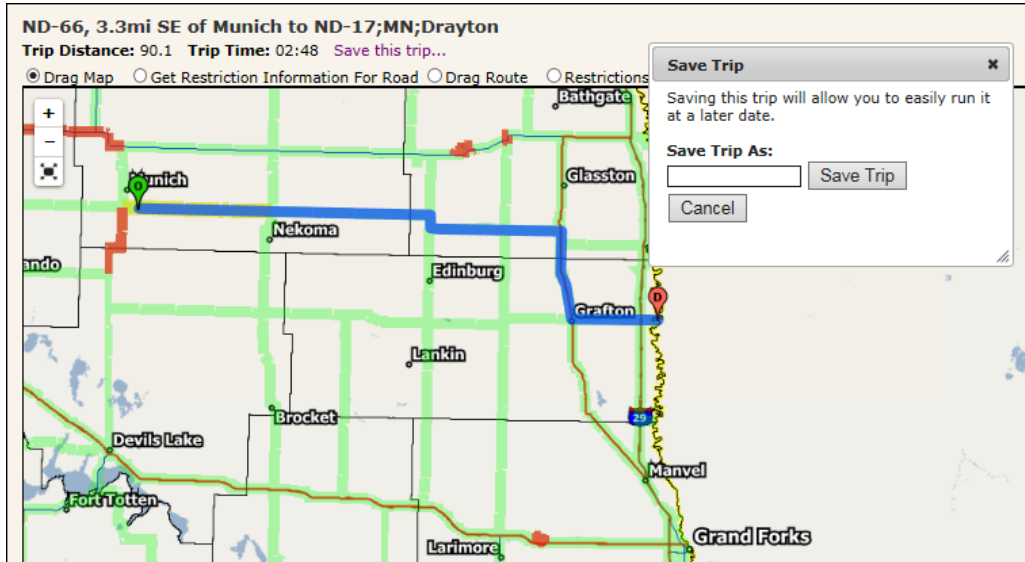 ND-66, 3.3mi SE of Munich to ND-17;MN;Drayton
Trip Distance: 90.1 Trip Time: 02:48 Save this trip...
Drag Map Get Restriction Information For Road Drag Route Restrictions
Save Trip
Saving this trip will allow you to easily run it
at a later date.
Save Trip As:
Save Trip
Cancel
+
−
Bathgate
Munich
O
Glasston
Nekoma
ando
Edinburg
D
Grafton
Lankin
Brocket
29
Devils Lake
Manvel
Fort Totten
Grand Forks
Larimore